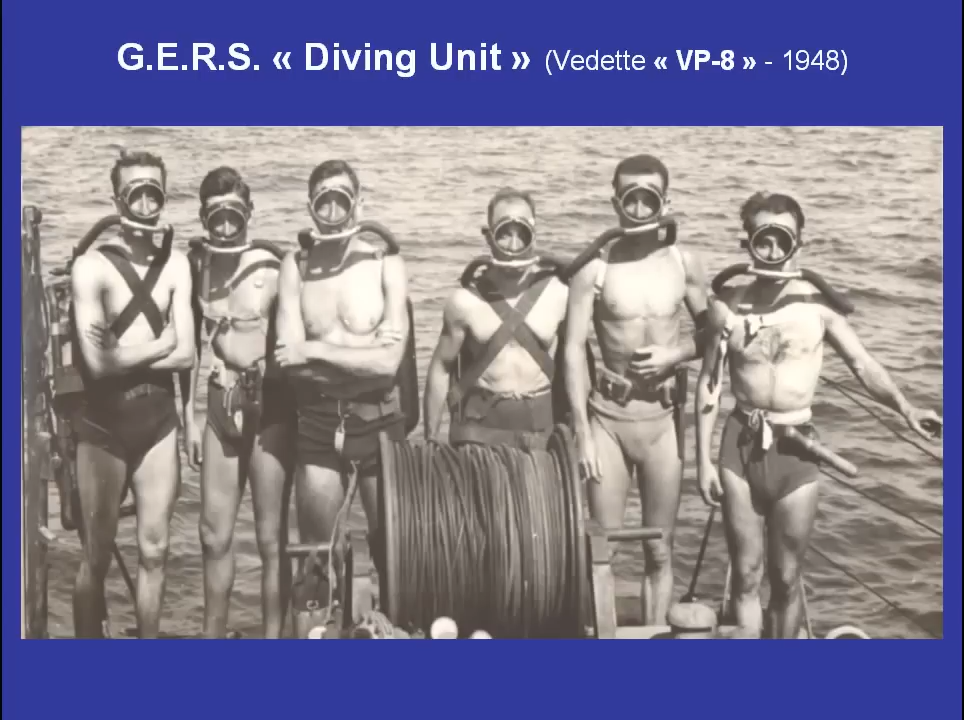 G.E.R.S. « Diving Unit » (Vedette « VP-8 » - 1948)